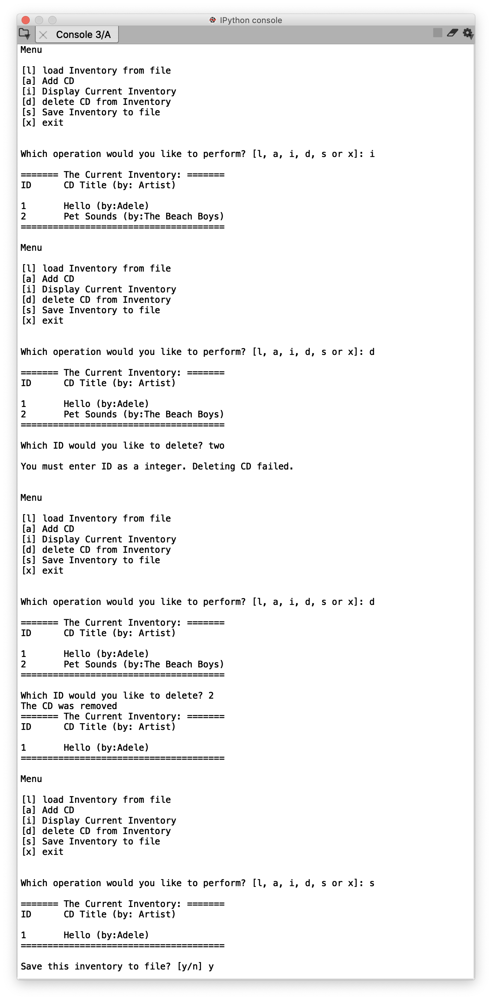 IPython console
Console 3/A
Menu
[l] load Inventory from file
[a] Add CD
[i] Display Current Inventory
[d] delete CD from Inventory
[s] Save Inventory to file
[x] exit
Which operation would you like to perform? [l, a, i, d, s or x]: i
======= The Current Inventory: =======
ID      CD Title (by: Artist)
1       Hello (by:Adele)
2       Pet Sounds (by:The Beach Boys)
======================================
Menu
[l] load Inventory from file
[a] Add CD
[i] Display Current Inventory
[d] delete CD from Inventory
[s] Save Inventory to file
[x] exit
Which operation would you like to perform? [l, a, i, d, s or x]: d
======= The Current Inventory: =======
ID      CD Title (by: Artist)
1       Hello (by:Adele)
2       Pet Sounds (by:The Beach Boys)
======================================
Which ID would you like to delete? two
You must enter ID as a integer. Deleting CD failed.
Menu
[l] load Inventory from file
[a] Add CD
[i] Display Current Inventory
[d] delete CD from Inventory
[s] Save Inventory to file
[x] exit
Which operation would you like to perform? [l, a, i, d, s or x]: d
======= The Current Inventory: =======
ID      CD Title (by: Artist)
1       Hello (by:Adele)
2       Pet Sounds (by:The Beach Boys)
======================================
Which ID would you like to delete? 2
The CD was removed
======= The Current Inventory: =======
ID      CD Title (by: Artist)
1       Hello (by:Adele)
======================================
Menu
[l] load Inventory from file
[a] Add CD
[i] Display Current Inventory
[d] delete CD from Inventory
[s] Save Inventory to file
[x] exit
Which operation would you like to perform? [l, a, i, d, s or x]: s
======= The Current Inventory: =======
ID      CD Title (by: Artist)
1       Hello (by:Adele)
======================================
Save this inventory to file? [y/n] y